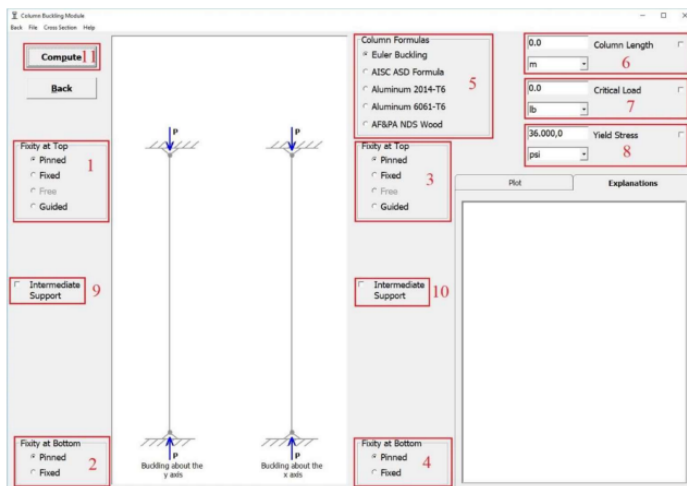 Column Buckling Module
Back File Cross Section Help
Compute 11
Back
Fixity at Top
1
Pinned
Fixed
Free
Guided
Intermediate
Support
9
Fixity at Bottom
2
Pinned
Fixed
P P
P P
Buckling about the
y axis
Buckling about the
x axis
Column Formulas
Euler Buckling
AISC ASD Formula
Aluminum 2014-T6
Aluminum 6061-T6
AF&PA NDS Wood
5
Fixity at Top
3
Pinned
Fixed
Free
Guided
Intermediate
Support
10
Fixity at Bottom
4
Pinned
Fixed
0.0 Column Length
m 6
0.0 Critical Load
lb 7
36.000,0 Yield Stress
psi 8
Plot Explanations